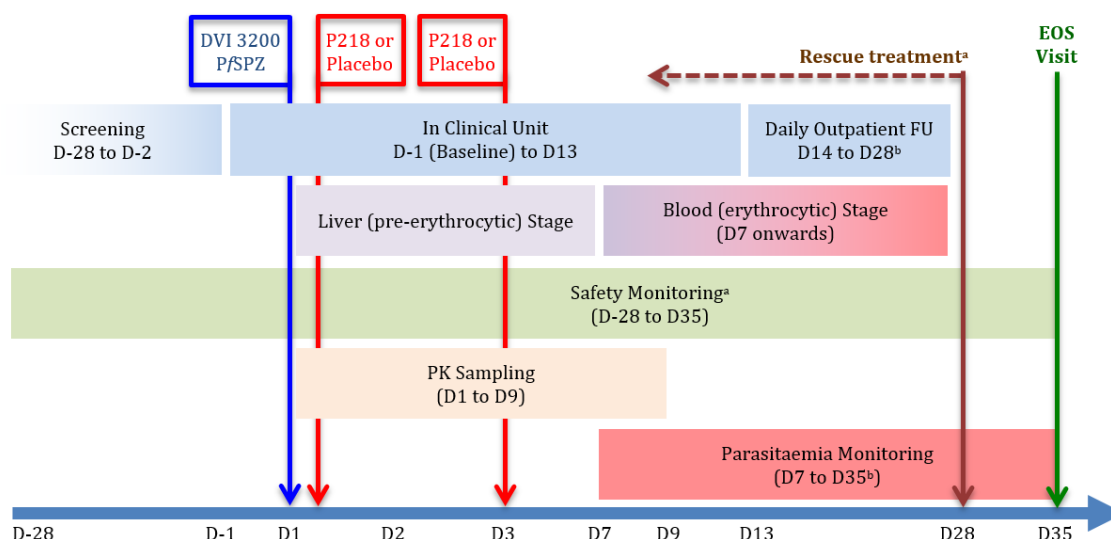 DVI 3200
PfSPZ
P218 or
Placebo
P218 or
Placebo
Rescue treatmentᵃ
EOS
Visit
Screening
D-28 to D-2
In Clinical Unit
D-1 (Baseline) to D13
Daily Outpatient FU
D14 to D28ᵇ
Liver (pre-erythrocytic) Stage
Blood (erythrocytic) Stage
(D7 onwards)
Safety Monitoringᵃ
(D-28 to D35)
PK Sampling
(D1 to D9)
Parasitaemia Monitoring
(D7 to D35ᵇ)
D-28 D-1 D1 D2 D3 D7 D9 D13 D28 D35